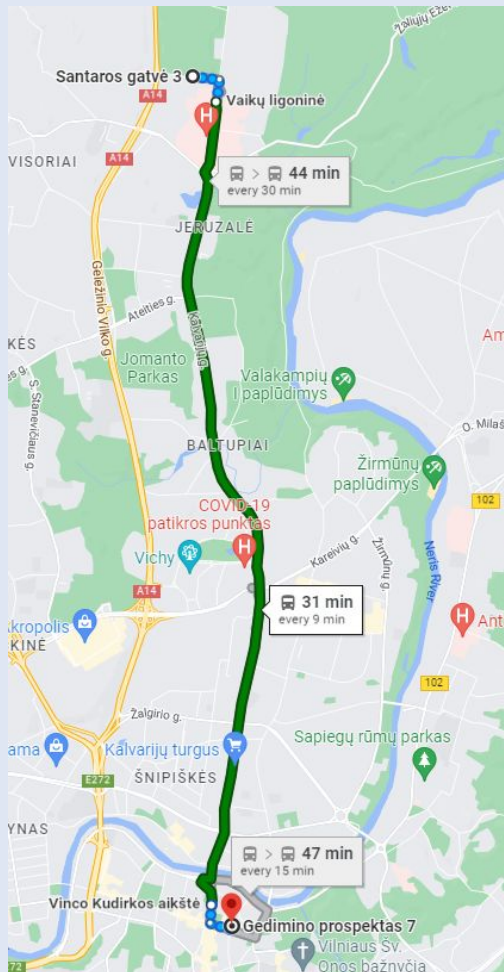 Žaliųjų Ežer
Santaros gatvė 3
A14
Vaikų ligoninė
H
VISORIAI
A14
44 min
every 30 min
JERUZALĖ
Geležinio Vilko g.
Ateities g.
Kalvarijų g.
KĖS
Jomanto
Parkas
Am
Valakampių
I paplūdimys
S. Stanevičiaus g.
BALTUPIAI
O. Milaš
Žirmūnų
paplūdimys
102
COVID-19
patikros punktas
Vichy
H
Kareivių g.
Žirmūnų g.
Neris River
A14
31 min
every 9 min
Akropolis
KINĖ
H
Ant
102
Žalgirio g.
ama
Kalvarijų turgus
Sapiegų rūmų parkas
E272
ŠNIPIŠKĖS
YNAS
47 min
every 15 min
Vinco Kudirkos aikštė
Gedimino prospektas 7
Vilniaus Šv.
Onos bažnyčia